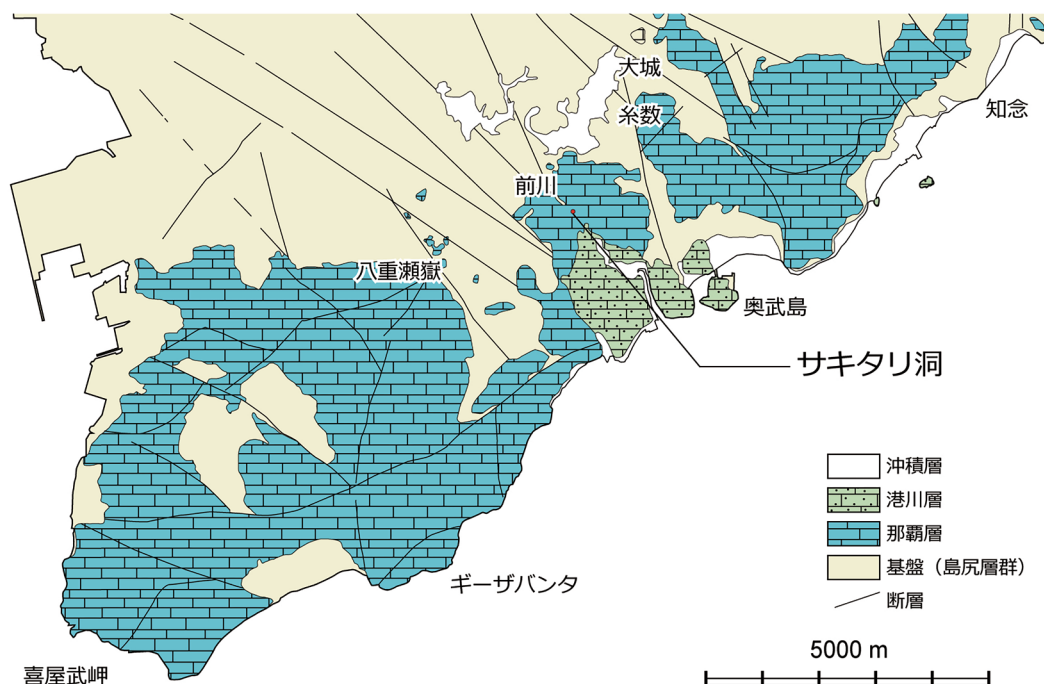 大城
糸数
知念
前川
八重瀬嶽
奥武島
サキタリ洞
沖積層
港川層
那覇層
基盤（島尻層群）
断層
ギーザバンタ
5000 m
喜屋武岬